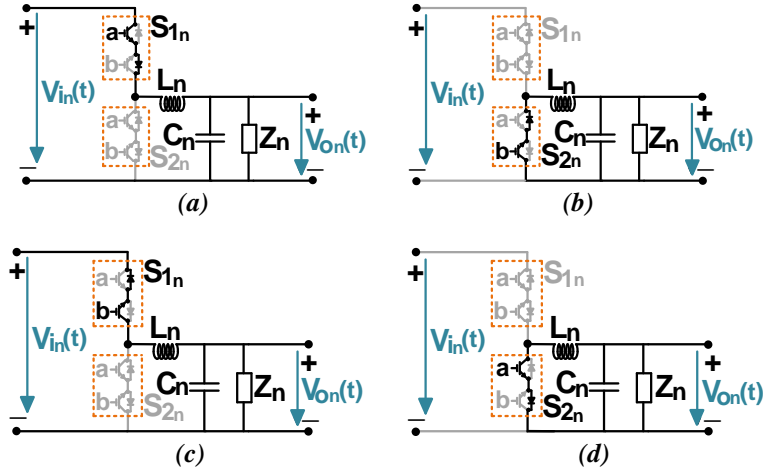 + a S1n
b
Vin(t) Ln
+
a Cn Zn Von(t)
b S2n
− −
(a)
+ a S1n
b
Vin(t) Ln
+
a Cn Zn Von(t)
b S2n
− −
(b)
+ a S1n
b
Vin(t) Ln
+
a Cn Zn Von(t)
b S2n
− −
(c)
+ a S1n
b
Vin(t) Ln
+
a Cn Zn Von(t)
b S2n
− −
(d)